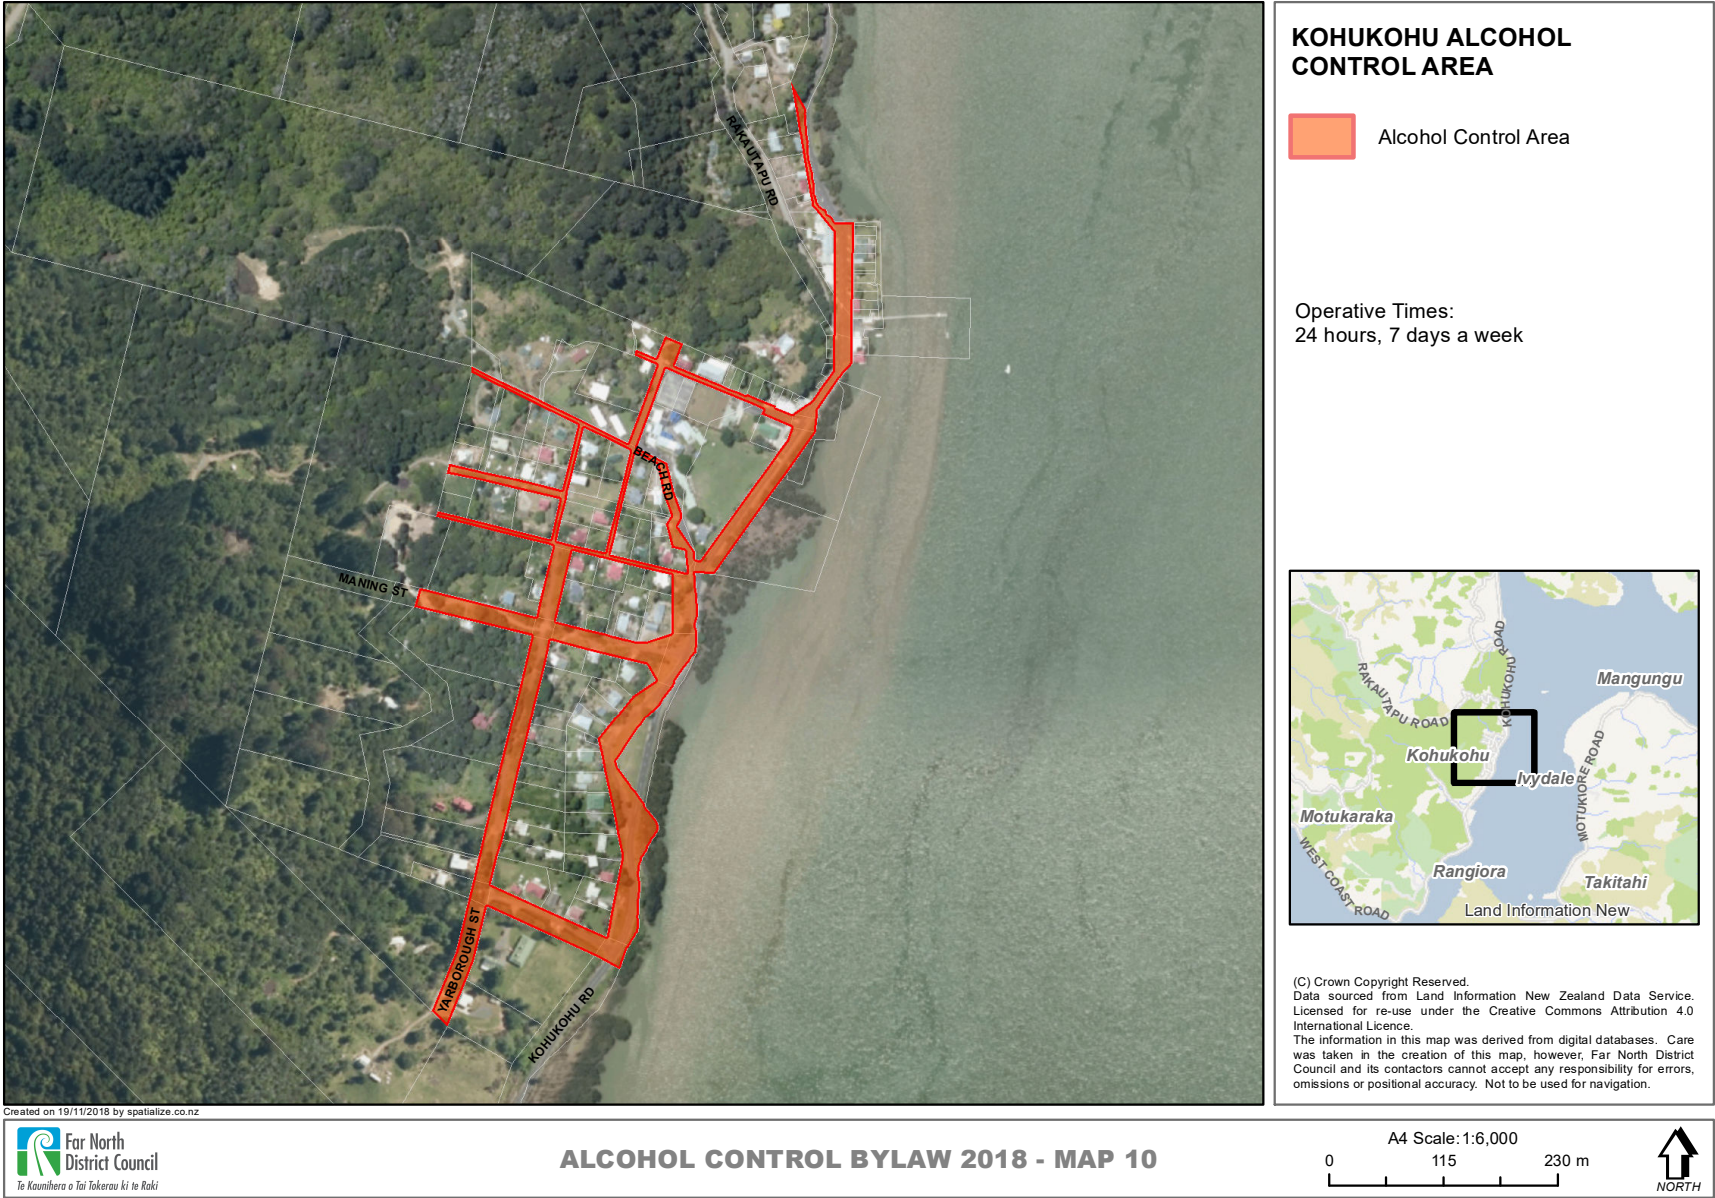 RAKAUTAPU RD
BEACH RD
MANING ST
YARBOROUGH ST
KOHUKOHU RD
KOHUKOHU ALCOHOL
CONTROL AREA
Alcohol Control Area
Operative Times:
24 hours, 7 days a week
KOHUKOHU ROAD
RAKAUTAPU ROAD
Mangungu
Kohukohu
Ivydale
MOTUKIORE ROAD
Motukaraka
WEST COAST ROAD
Rangiora
Takitahi
Land Information New
(C) Crown Copyright Reserved.
Data sourced from Land Information New Zealand Data Service.
Licensed for re-use under the Creative Commons Attribution 4.0
International Licence.
The information in this map was derived from digital databases. Care
was taken in the creation of this map, however, Far North District
Council and its contactors cannot accept any responsibility for errors,
omissions or positional accuracy. Not to be used for navigation.
Created on 19/11/2018 by spatialize.co.nz
Far North
District Council
Te Kaunihera o Tai Tokerau ki te Raki
ALCOHOL CONTROL BYLAW 2018 - MAP 10
A4 Scale: 1:6,000
0 115 230 m
NORTH